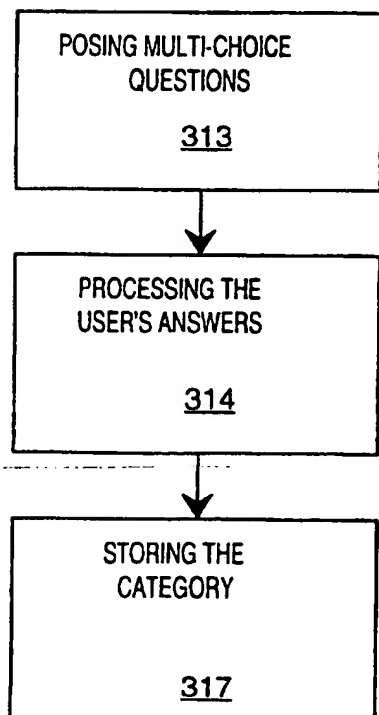 POSING MULTI-CHOICE
QUESTIONS
313
PROCESSING THE
USER'S ANSWERS
314
STORING THE
CATEGORY
317